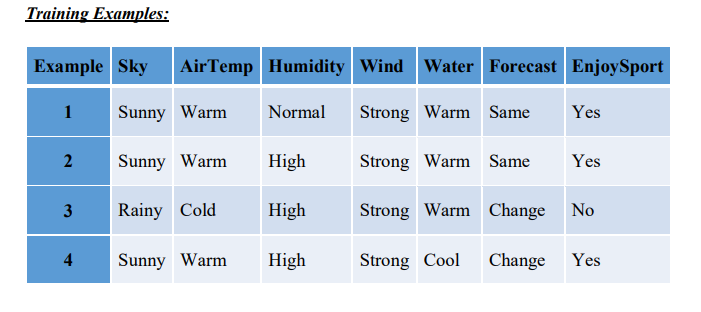 Training Examples:
Example Sky AirTemp Humidity Wind Water Forecast EnjoySport
1 Sunny Warm Normal Strong Warm Same Yes
2 Sunny Warm High Strong Warm Same Yes
3 Rainy Cold High Strong Warm Change No
4 Sunny Warm High Strong Cool Change Yes